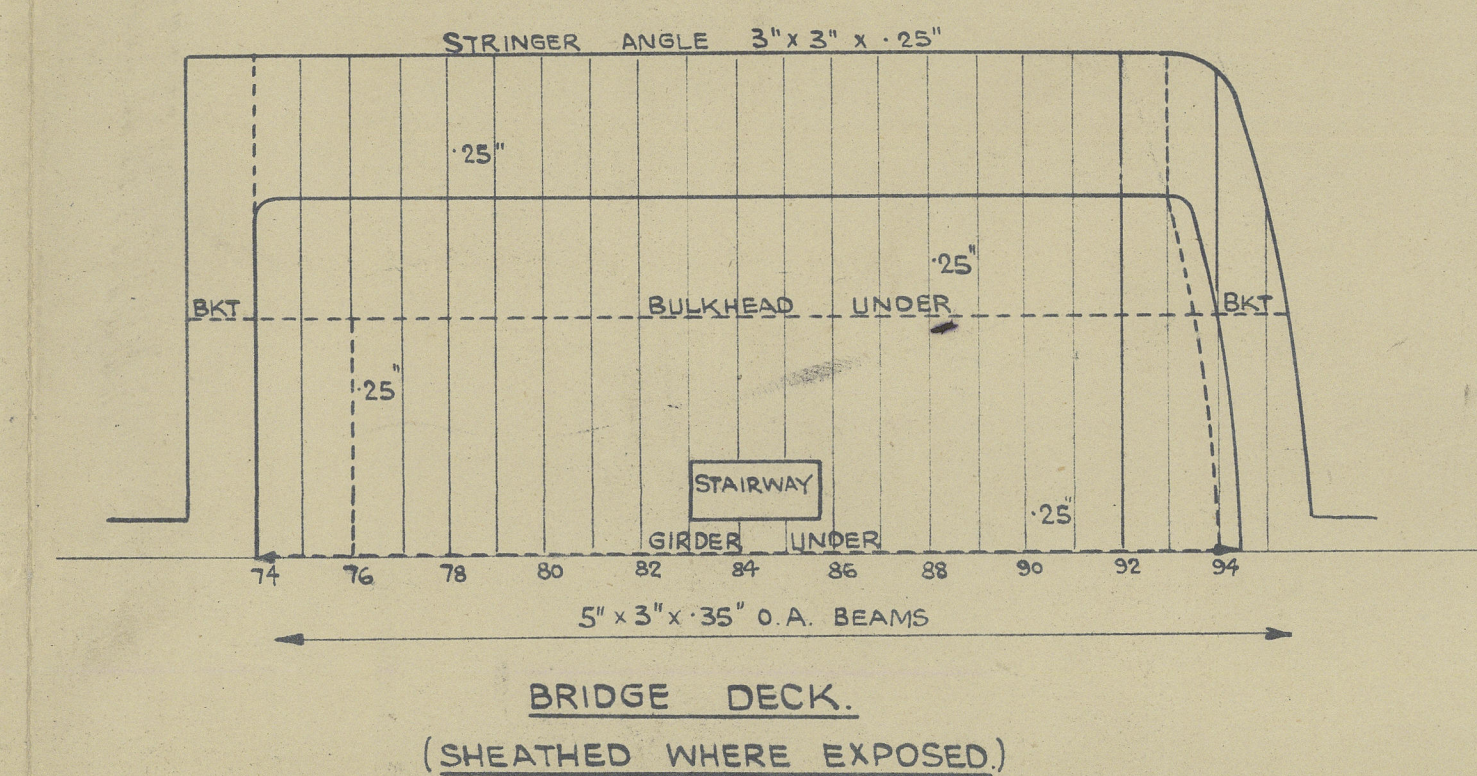 STRINGER ANGLE 3" x 3" x .25"
.25"
.25"
BKT BULKHEAD UNDER BKT
.25"
STAIRWAY
.25"
GIRDER UNDER
74 76 78 80 82 84 86 88 90 92 94
5" x 3" x .35" O.A. BEAMS
BRIDGE DECK.
(SHEATHED WHERE EXPOSED.)